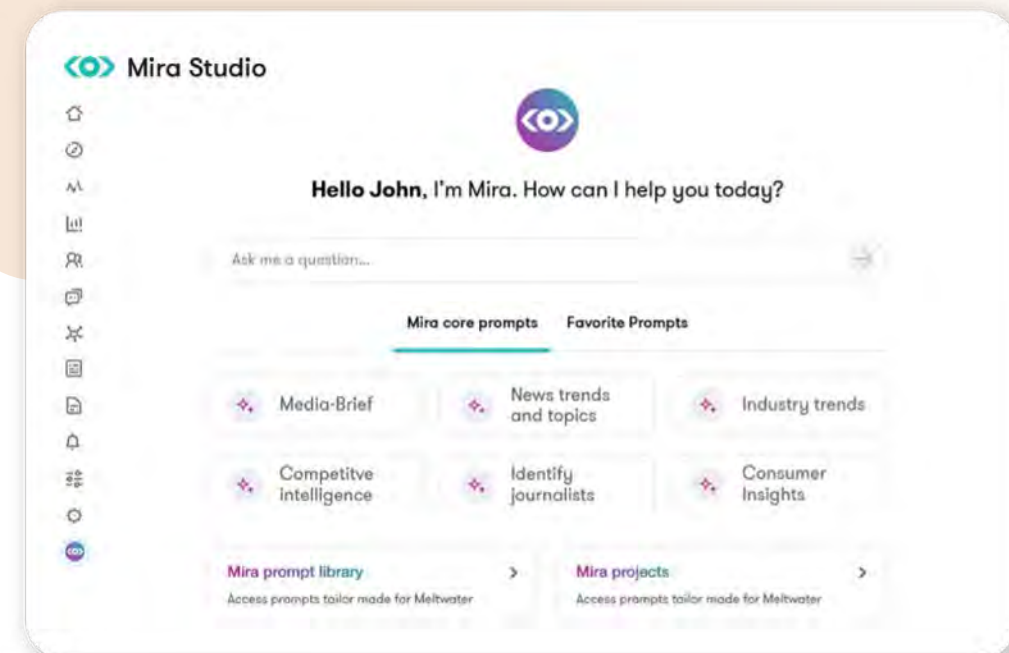 Mira Studio
Hello John, I'm Mira. How can I help you today?
Ask me a question...
Mira core prompts
Favorite Prompts
Media-Brief
News trends
and topics
Industry trends
Competitve
intelligence
Identify
journalists
Consumer
Insights
Mira prompt library
Access prompts tailor made for Meltwater
Mira projects
Access prompts tailor made for Meltwater